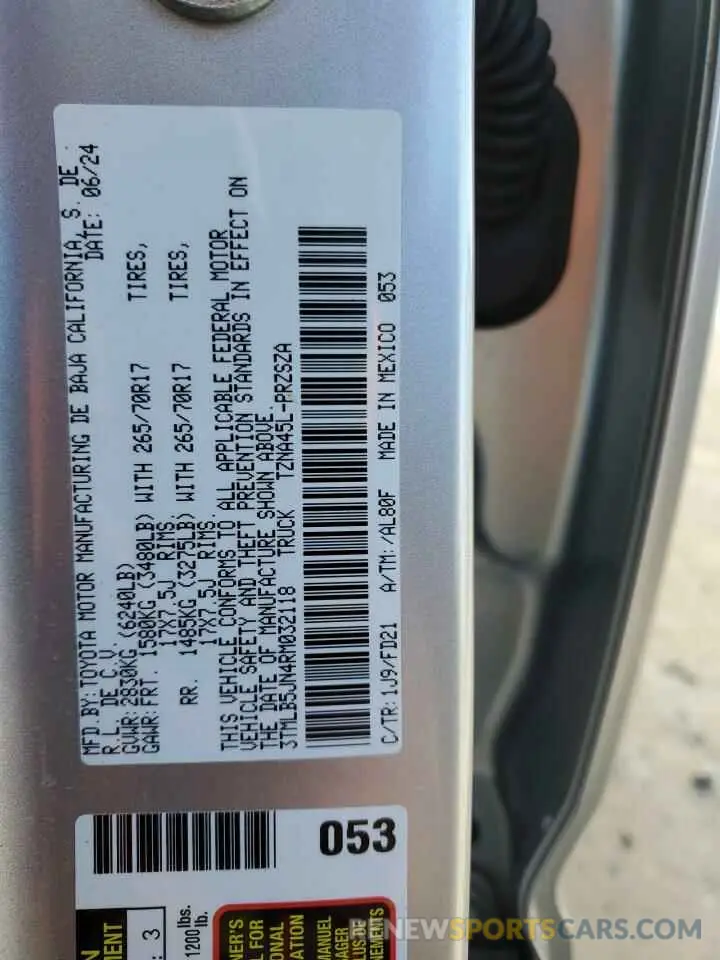 MFD BY: TOYOTA MOTOR MANUFACTURING DE BAJA CALIFORNIA, S. DE
R.L. DE C.V. DATE: 06/24
GVWR: 2830KG (6240LB)
GAWR: FRT. 1580KG (3480LB) WITH 265/70R17 TIRES,
17X7.5J RIMS
RR. 1485KG (3275LB) WITH 265/70R17 TIRES,
17X7.5J RIMS
THIS VEHICLE CONFORMS TO ALL APPLICABLE FEDERAL MOTOR
VEHICLE SAFETY AND THEFT PREVENTION STANDARDS IN EFFECT ON
THE DATE OF MANUFACTURE SHOWN ABOVE.
3TMLB5JN4RM032118 TRUCK TZNA45L-PRZSZA
C/TR: 1J9/FD21 A/TM: /AL80F MADE IN MEXICO 053
053
3
1200 lbs.
lb.
RENEWSPORTSCARS.COM